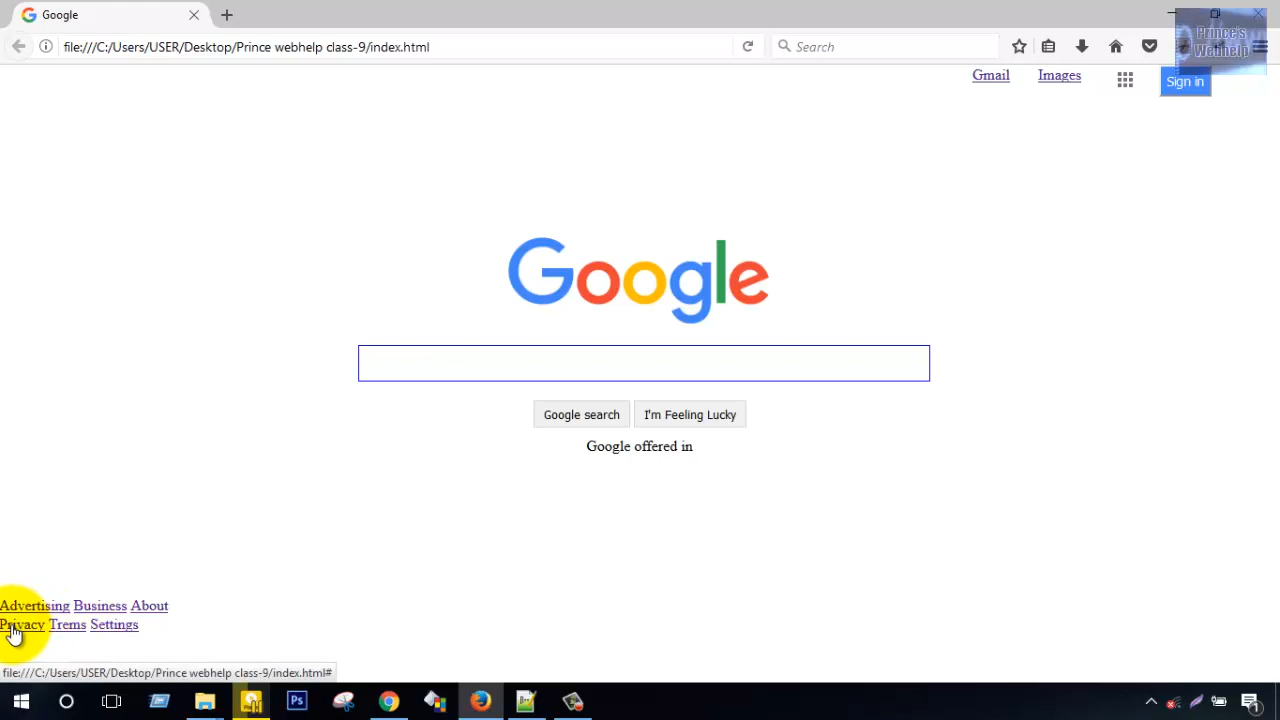 Google
file:///C:/Users/USER/Desktop/Prince webhelp class-9/index.html
Search
Prince's
Webhelp
Gmail Images Sign in
Google
Google search I'm Feeling Lucky
Google offered in
Advertising Business About
Privacy Trems Settings
file:///C:/Users/USER/Desktop/Prince webhelp class-9/index.html#
Ps
1